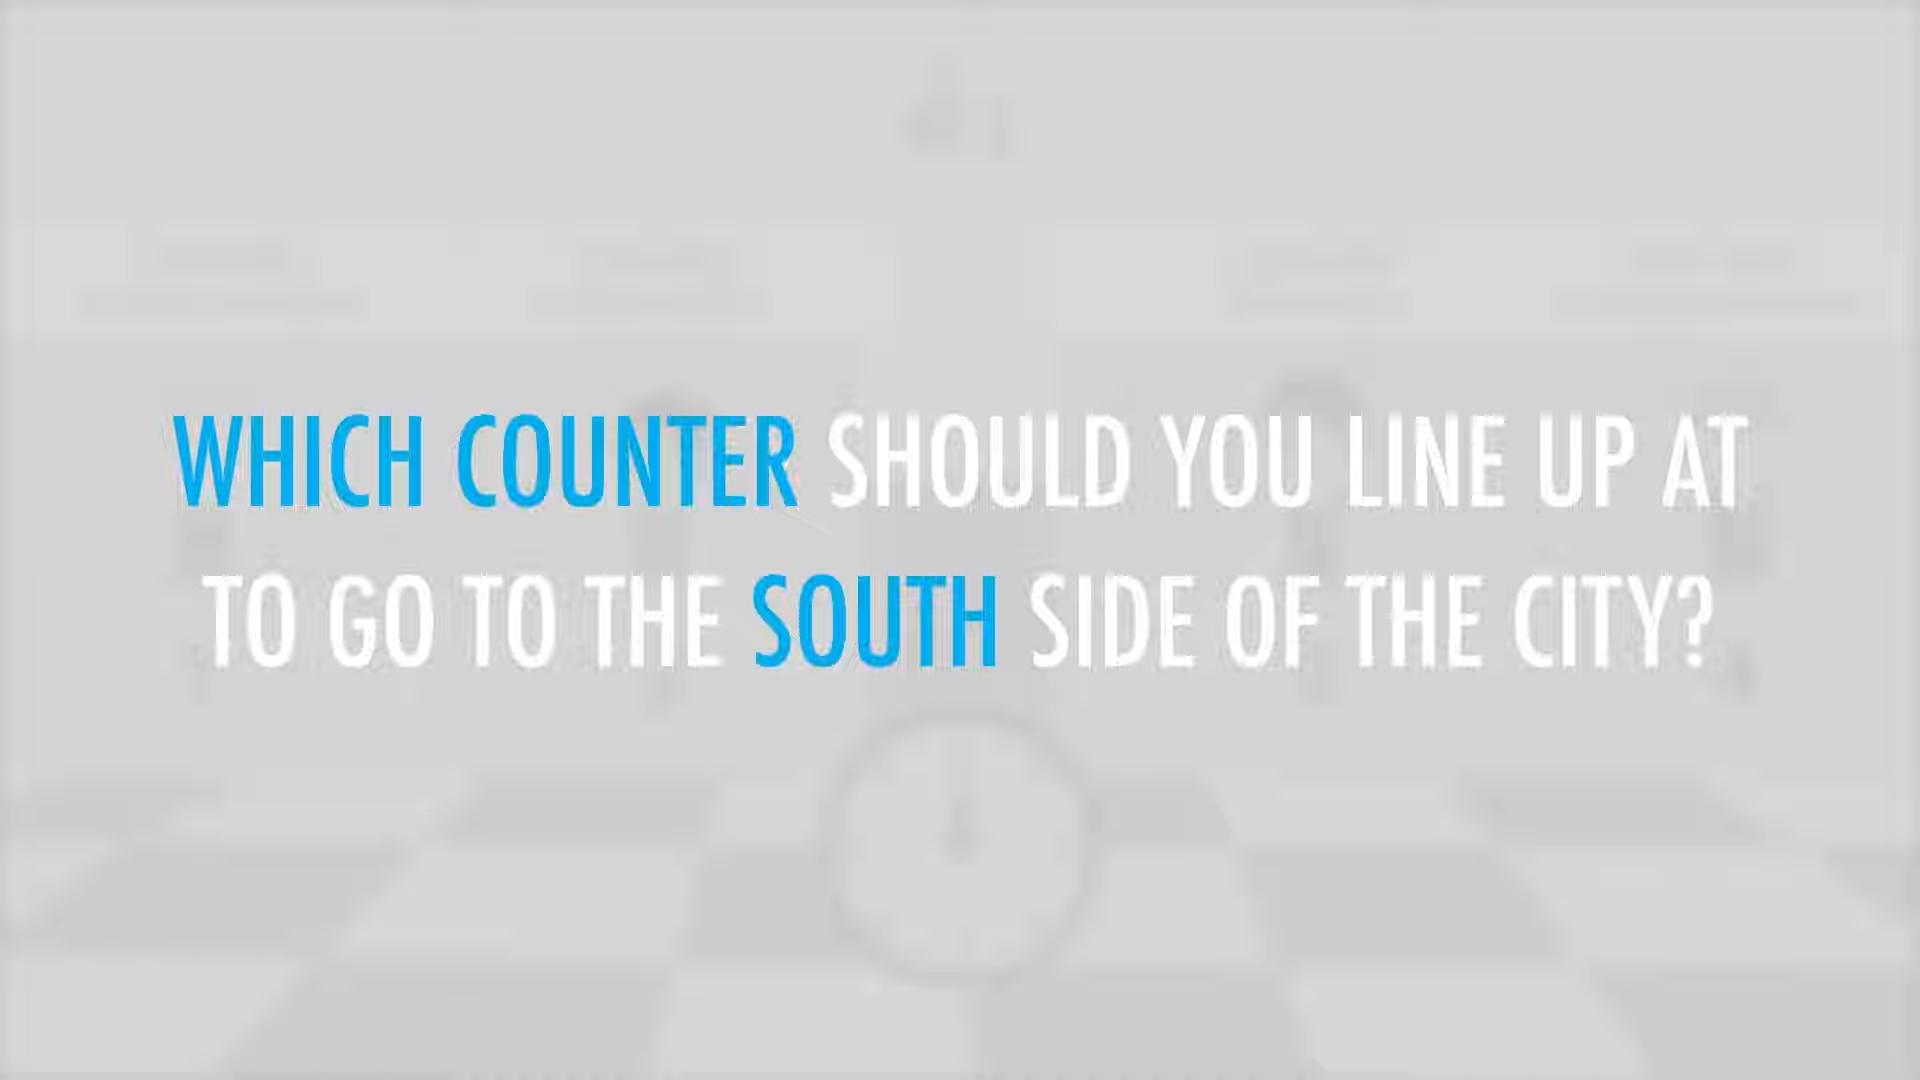 WHICH COUNTER SHOULD YOU LINE UP AT
TO GO TO THE SOUTH SIDE OF THE CITY?